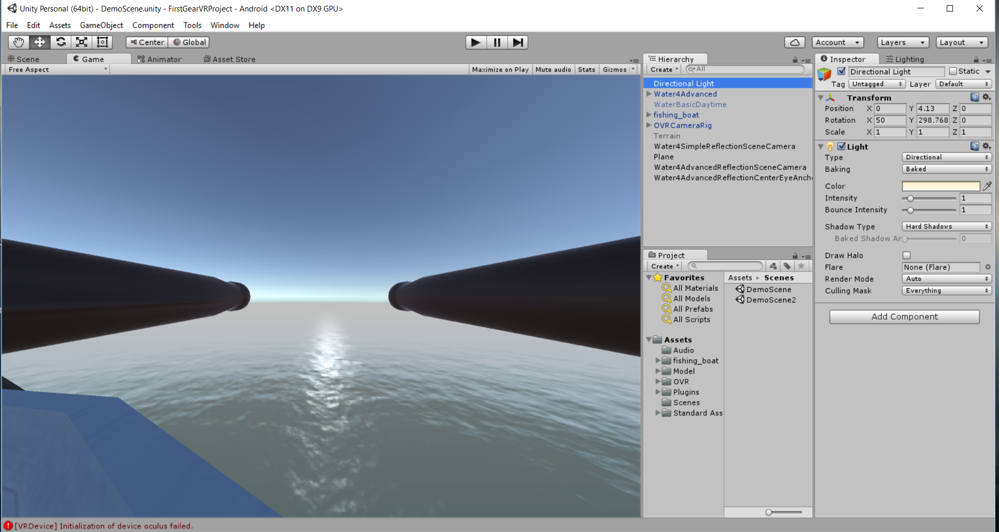 Unity Personal (64bit) - DemoScene.unity - FirstGearVRProject - Android <DX11 on DX9 GPU>
File Edit Assets GameObject Component Tools Window Help
Center Global Account Layers Layout
Scene Game Animator Asset Store
Free Aspect Maximize on Play Mute audio Stats Gizmos
Hierarchy
Create All
Directional Light
Water4Advanced
WaterBasicDaytime
fishing_boat
OVRCameraRig
Terrain
Water4SimpleReflectionSceneCamera
Plane
Water4AdvancedReflectionSceneCamera
Water4AdvancedReflectionCenterEyeAncho
Project
Create
Favorites
All Materials
All Models
All Prefabs
All Scripts
Assets
Audio
fishing_boat
Model
OVR
Plugins
Scenes
Standard Ass
Assets Scenes
DemoScene
DemoScene2
Inspector Lighting
Directional Light Static
Tag Untagged Layer Default
Transform
Position X 0 Y 4.13 Z 0
Rotation X 50 Y 298.768 Z 0
Scale X 1 Y 1 Z 1
Light
Type Directional
Baking Baked
Color
Intensity 1
Bounce Intensity 1
Shadow Type Hard Shadows
Baked Shadow An 0
Draw Halo
Flare None (Flare)
Render Mode Auto
Culling Mask Everything
Add Component
[VRDevice] Initialization of device oculus failed.